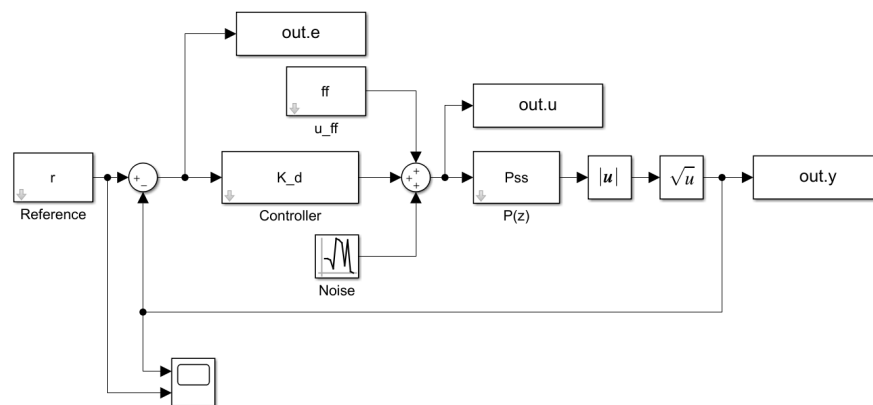 out.e
ff
u_ff
out.u
r
Reference
+
−
K_d
Controller
+
+
+
Pss
P(z)
|u|
√u
out.y
Noise